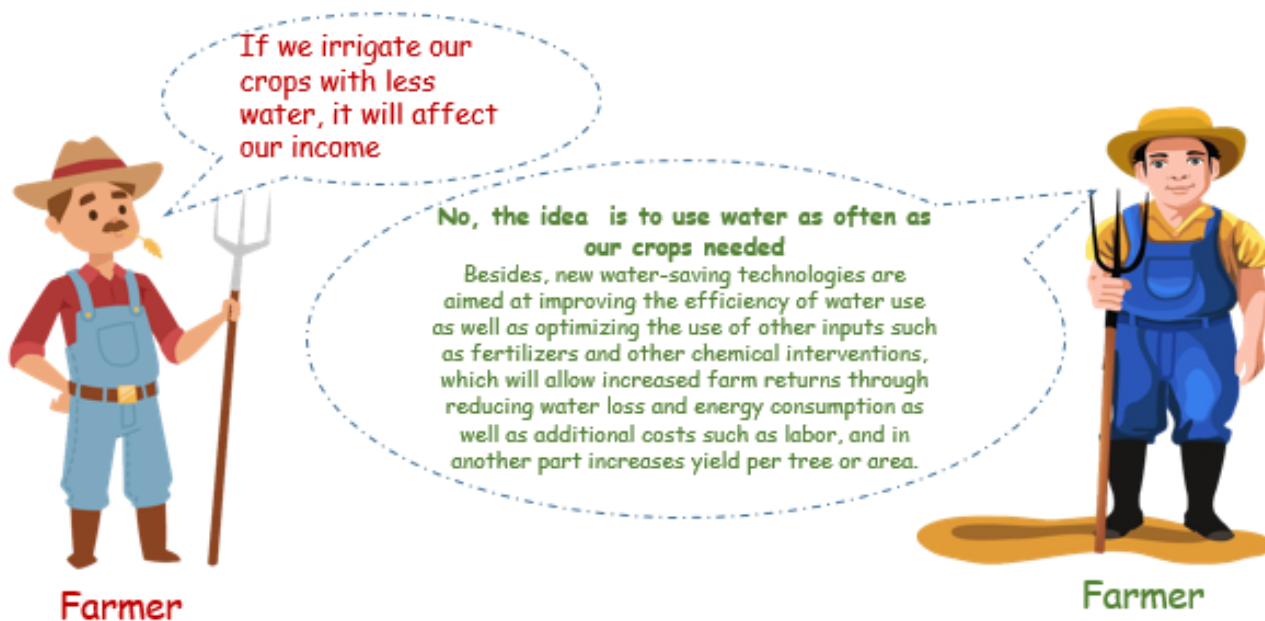 If we irrigate our
crops with less
water, it will affect
our income
No, the idea is to use water as often as
our crops needed
Besides, new water-saving technologies are
aimed at improving the efficiency of water use
as well as optimizing the use of other inputs such
as fertilizers and other chemical interventions,
which will allow increased farm returns through
reducing water loss and energy consumption as
well as additional costs such as labor, and in
another part increases yield per tree or area.
Farmer
Farmer